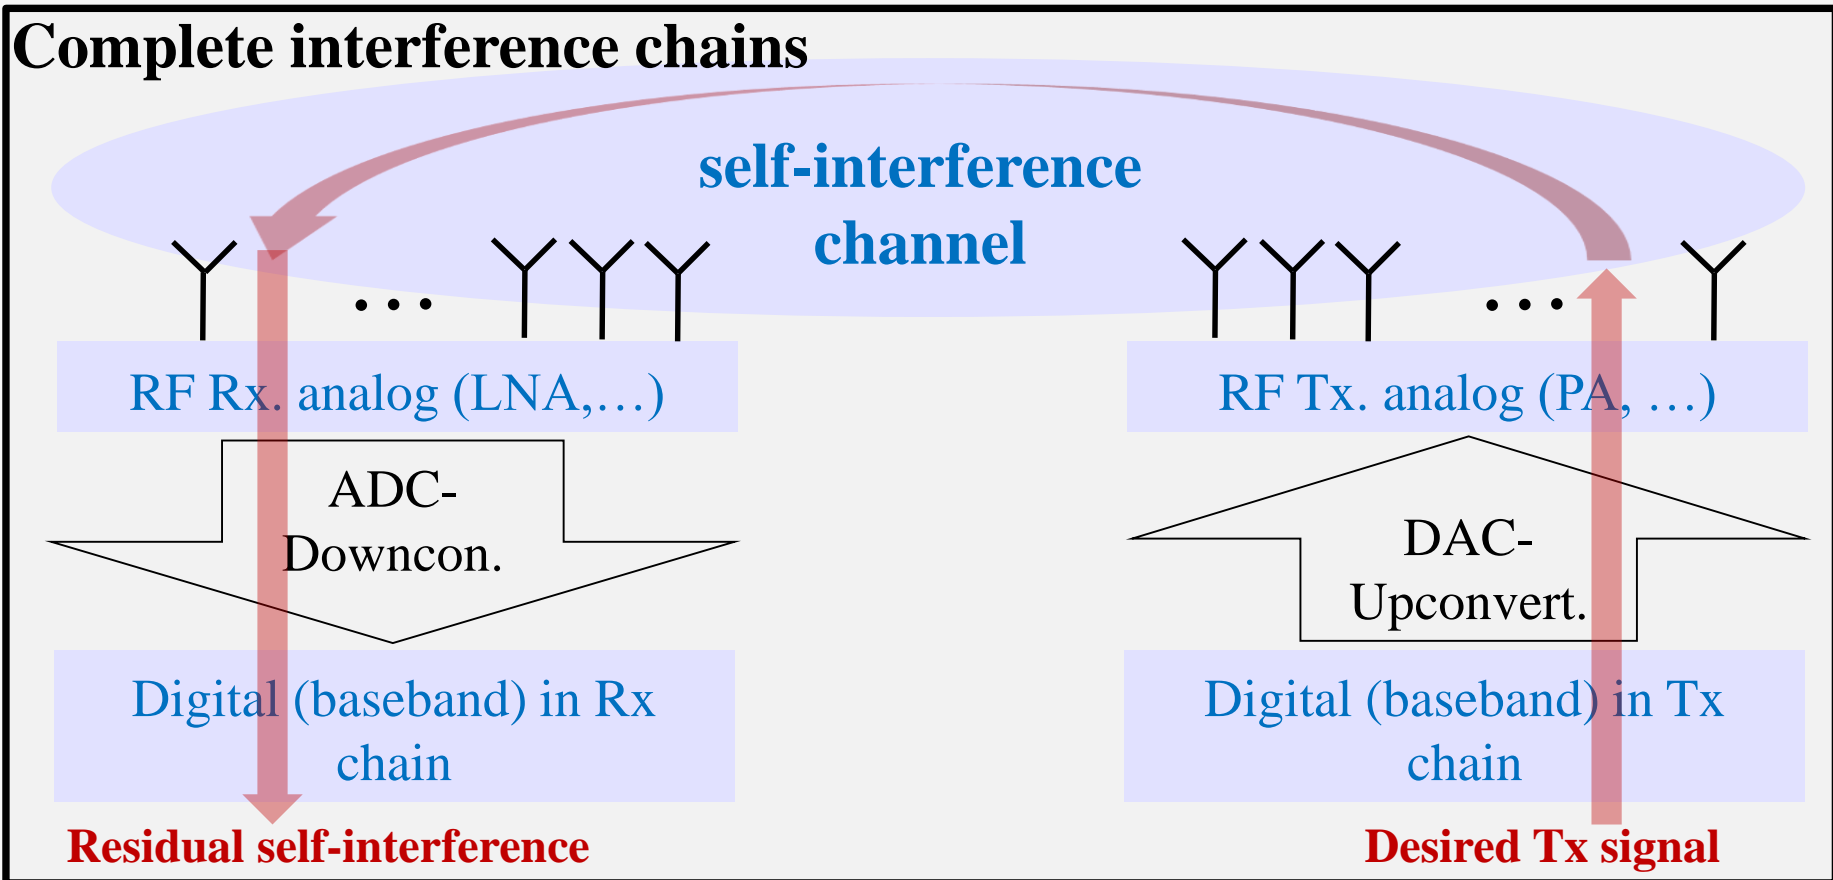 Complete interference chains
self-interference
channel
... ...
RF Rx. analog (LNA,...)
RF Tx. analog (PA, ...)
ADC-
Downcon.
DAC-
Upconvert.
Digital (baseband) in Rx
chain
Digital (baseband) in Tx
chain
Residual self-interference
Desired Tx signal